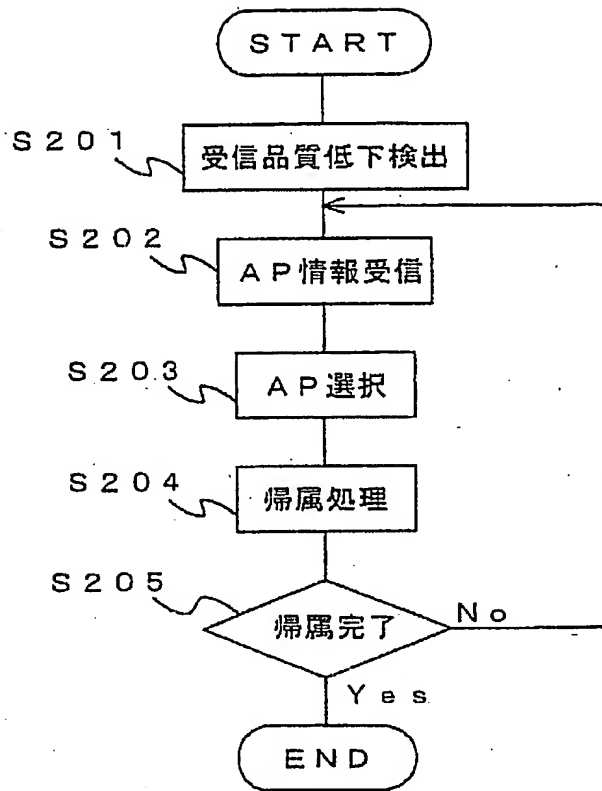 START
S201
受信品質低下検出
S202
AP情報受信
S203
AP選択
S204
帰属処理
S205
帰属完了
No
Yes
END